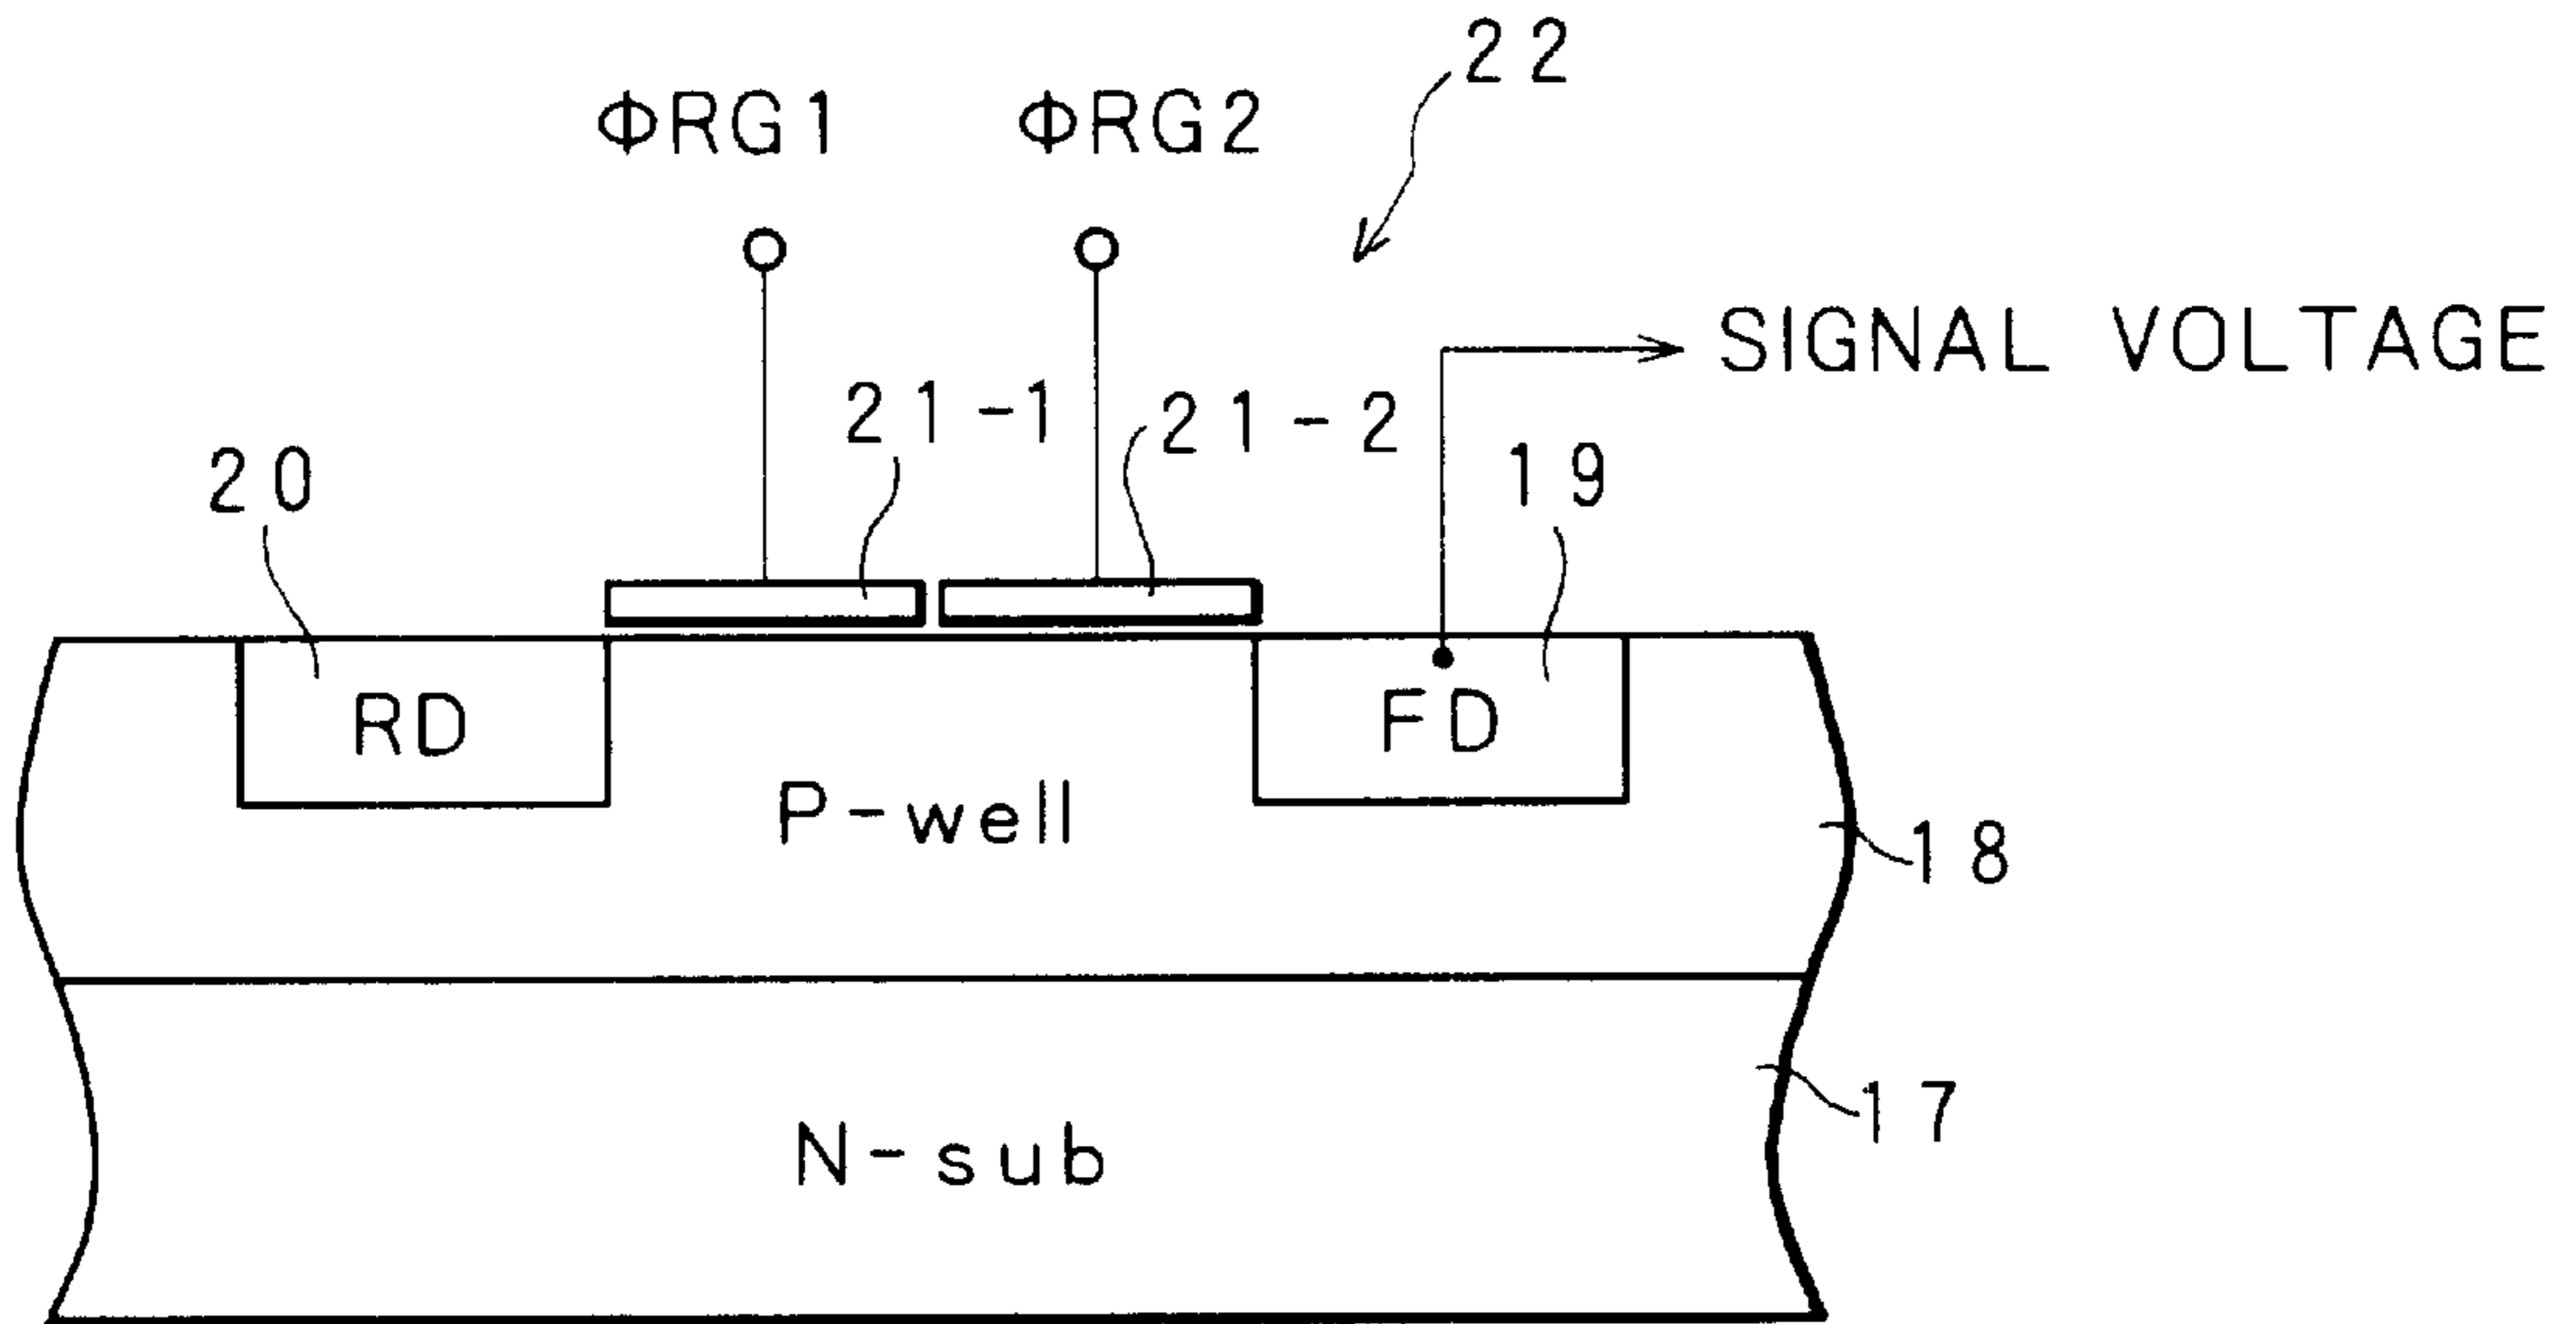 22
ΦRG1 ΦRG2
SIGNAL VOLTAGE
21-1 21-2
20 19
RD FD
P-well
18
17
N-sub